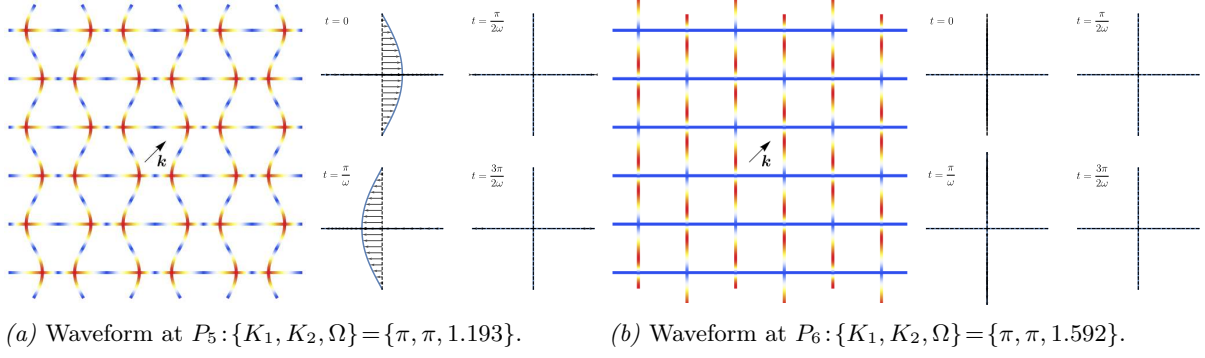 t=0
t=π/2ω
k
t=π/ω
t=3π/2ω
t=0
t=π/2ω
k
t=π/ω
t=3π/2ω
(a) Waveform at P₅:{K₁, K₂, Ω}={π, π, 1.193}.
(b) Waveform at P₆:{K₁, K₂, Ω}={π, π, 1.592}.